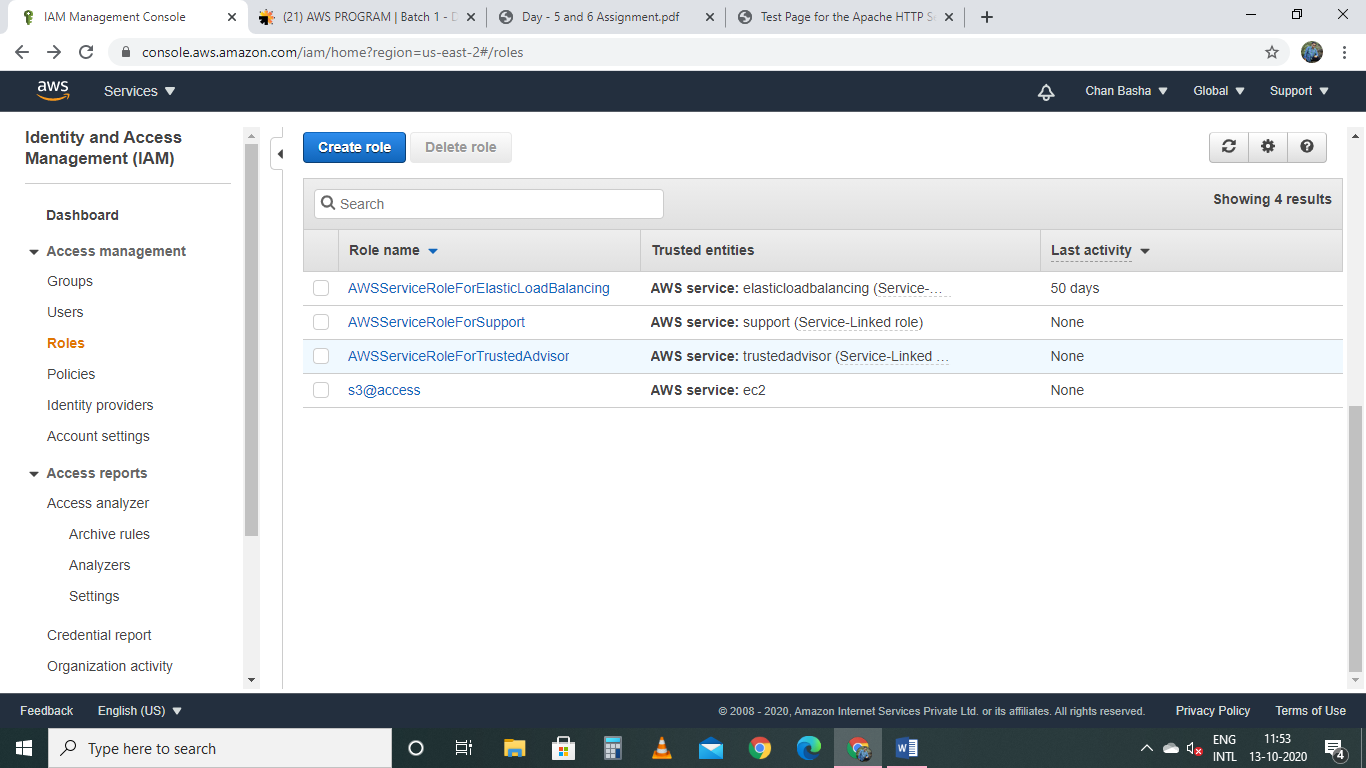 IAM Management Console
(21) AWS PROGRAM | Batch 1 - D
Day - 5 and 6 Assignment.pdf
Test Page for the Apache HTTP Se
console.aws.amazon.com/iam/home?region=us-east-2#/roles
aws
Services
Chan Basha
Global
Support
Identity and Access
Management (IAM)
Dashboard
Access management
Groups
Users
Roles
Policies
Identity providers
Account settings
Access reports
Access analyzer
Archive rules
Analyzers
Settings
Credential report
Organization activity
Create role
Delete role
Search
Showing 4 results
Role name Trusted entities Last activity
AWSServiceRoleForElasticLoadBalancing AWS service: elasticloadbalancing (Service-... 50 days
AWSServiceRoleForSupport AWS service: support (Service-Linked role) None
AWSServiceRoleForTrustedAdvisor AWS service: trustedadvisor (Service-Linked ... None
s3@access AWS service: ec2 None
Feedback English (US) © 2008 - 2020, Amazon Internet Services Private Ltd. or its affiliates. All rights reserved. Privacy Policy Terms of Use
Type here to search
ENG
INTL
11:53
13-10-2020
4